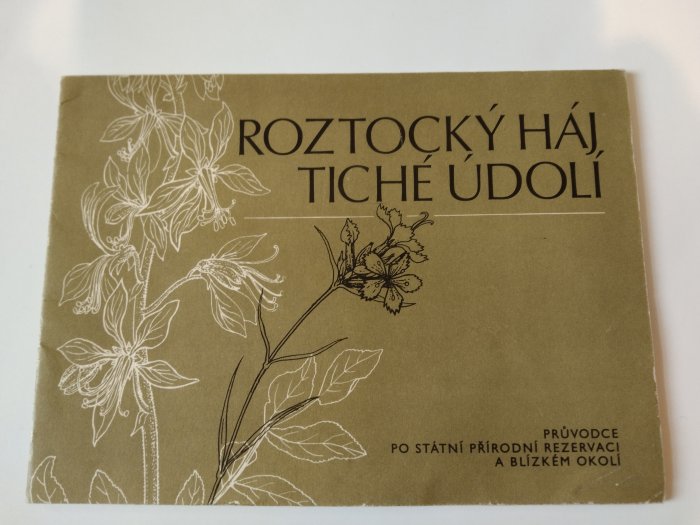 ROZTOCKÝ HÁJ
TICHÉ ÚDOLÍ
PRŮVODCE
PO STÁTNÍ PŘÍRODNÍ REZERVACI
A BLÍZKÉM OKOLÍ